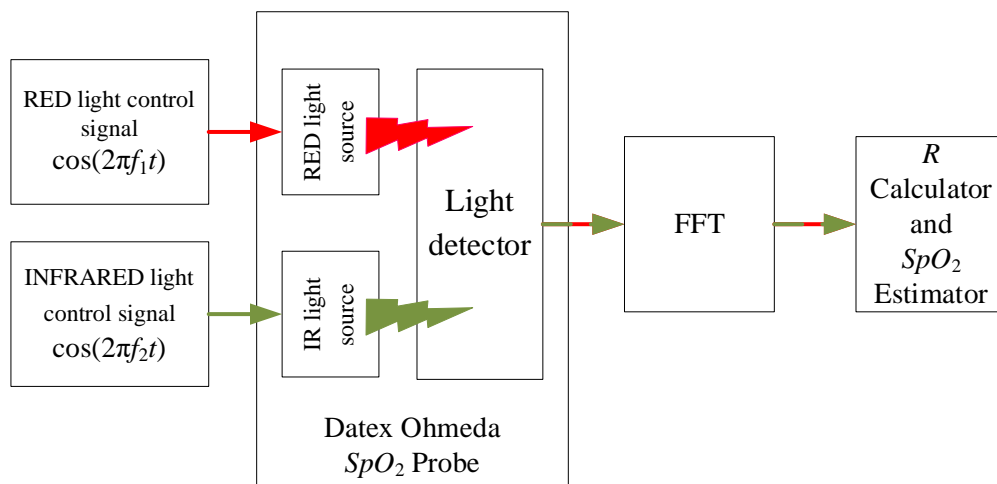 RED light control
signal
cos(2πf₁t)
INFRARED light
control signal
cos(2πf₂t)
RED light
source
IR light
source
Light
detector
Datex Ohmeda
SpO₂ Probe
FFT
R
Calculator
and
SpO₂
Estimator